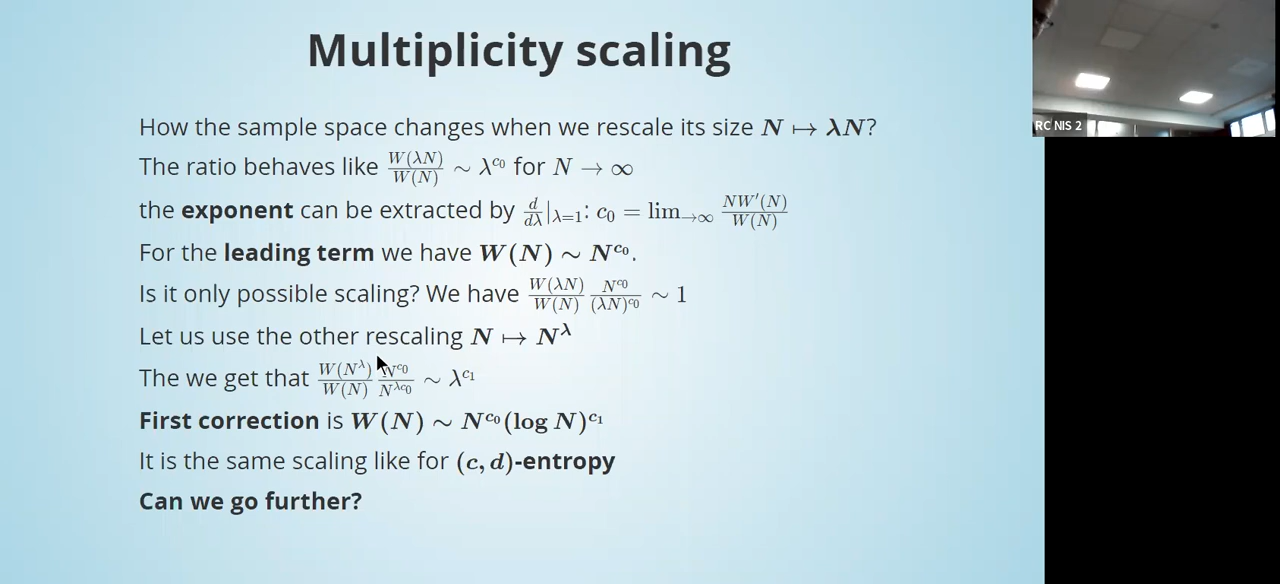 Multiplicity scaling
How the sample space changes when we rescale its size N ↦ λN?
The ratio behaves like W(λN)/W(N) ∼ λ^{c_0} for N → ∞
the exponent can be extracted by d/dλ|_{λ=1}: c_0 = lim_{→∞} NW′(N)/W(N)
For the leading term we have W(N) ∼ N^{c_0}.
Is it only possible scaling? We have W(λN)/W(N) N^{c_0}/(λN)^{c_0} ∼ 1
Let us use the other rescaling N ↦ N^λ
The we get that W(N^λ)/W(N) N^{c_0}/N^{λc_0} ∼ λ^{c_1}
First correction is W(N) ∼ N^{c_0}(log N)^{c_1}
It is the same scaling like for (c, d)-entropy
Can we go further?
RC NIS 2